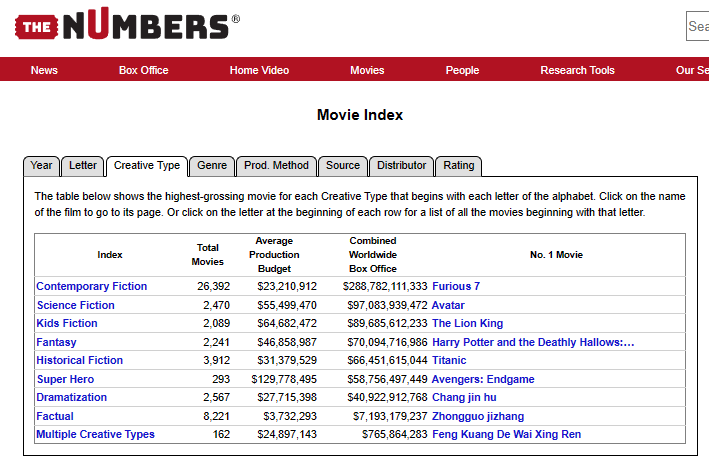 THE NUMBERS®
Sea
News Box Office Home Video Movies People Research Tools Our Se
Movie Index
Year Letter Creative Type Genre Prod. Method Source Distributor Rating
The table below shows the highest-grossing movie for each Creative Type that begins with each letter of the alphabet. Click on the name
of the film to go to its page. Or click on the letter at the beginning of each row for a list of all the movies beginning with that letter.
Index Total Movies Average Production Budget Combined Worldwide Box Office No. 1 Movie
Contemporary Fiction 26,392 $23,210,912 $288,782,111,333 Furious 7
Science Fiction 2,470 $55,499,470 $97,083,939,472 Avatar
Kids Fiction 2,089 $64,682,472 $89,685,612,233 The Lion King
Fantasy 2,241 $46,858,987 $70,094,716,986 Harry Potter and the Deathly Hallows:…
Historical Fiction 3,912 $31,379,529 $66,451,615,044 Titanic
Super Hero 293 $129,778,495 $58,756,497,449 Avengers: Endgame
Dramatization 2,567 $27,715,398 $40,922,912,768 Chang jin hu
Factual 8,221 $3,732,293 $7,193,179,237 Zhongguo jizhang
Multiple Creative Types 162 $24,897,143 $765,864,283 Feng Kuang De Wai Xing Ren